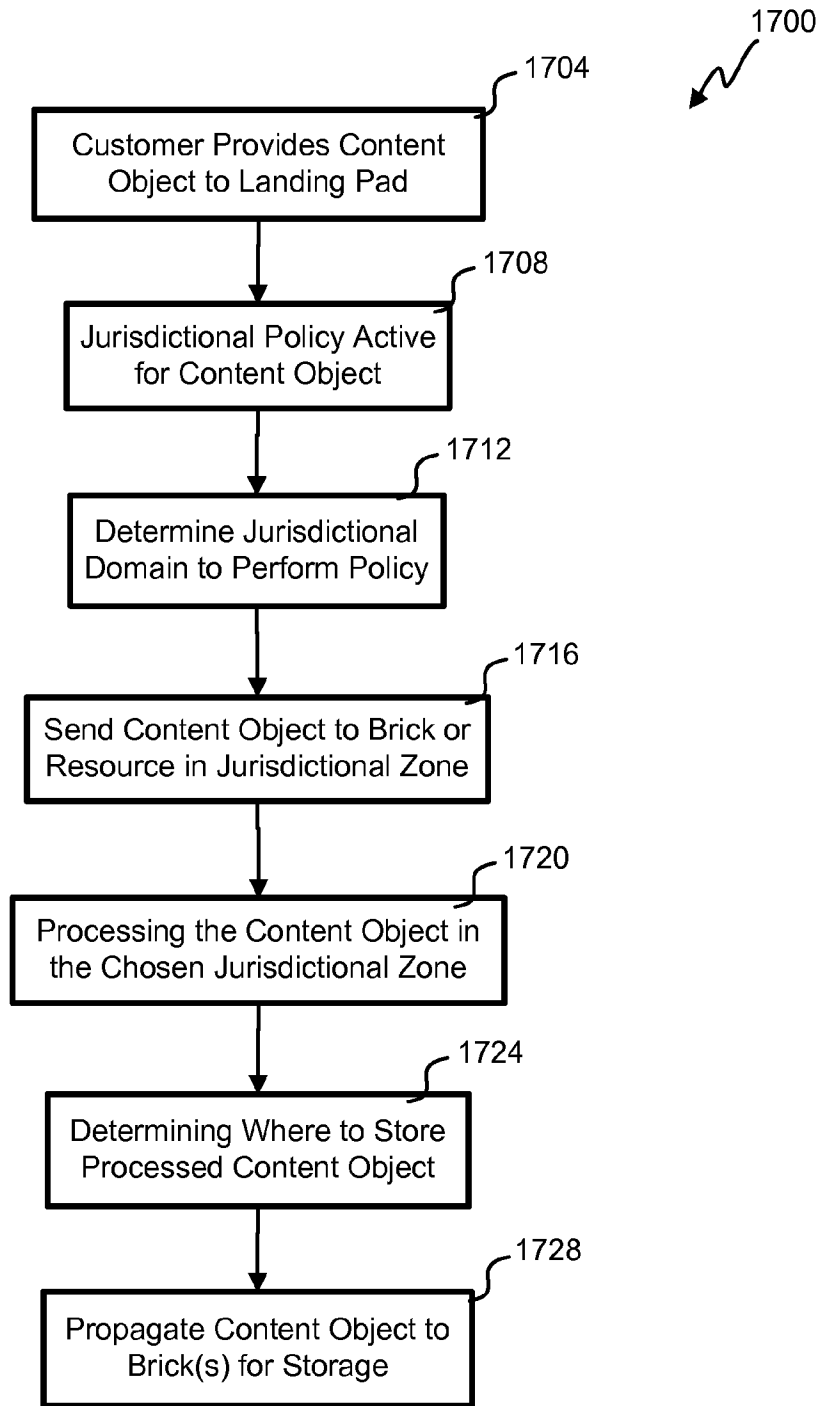 1700
1704
Customer Provides Content
Object to Landing Pad
1708
Jurisdictional Policy Active
for Content Object
1712
Determine Jurisdictional
Domain to Perform Policy
1716
Send Content Object to Brick or
Resource in Jurisdictional Zone
1720
Processing the Content Object in
the Chosen Jurisdictional Zone
1724
Determining Where to Store
Processed Content Object
1728
Propagate Content Object to
Brick(s) for Storage